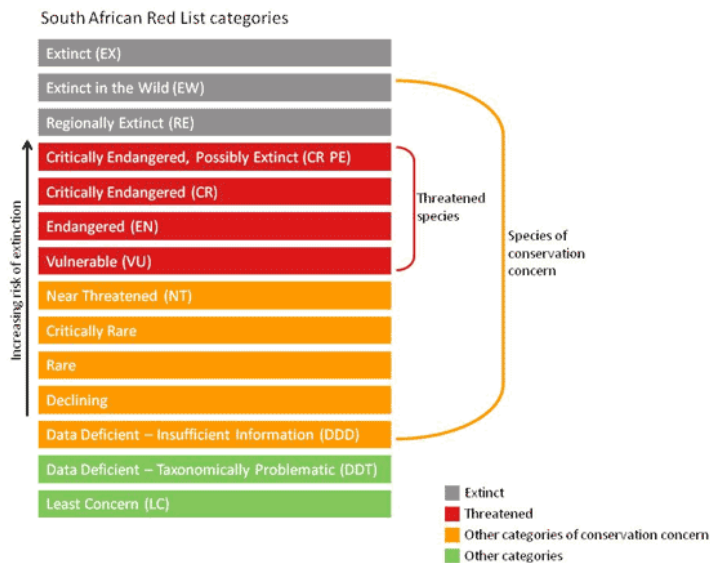 South African Red List categories
Extinct (EX)
Extinct in the Wild (EW)
Regionally Extinct (RE)
Critically Endangered, Possibly Extinct (CR PE)
Critically Endangered (CR)
Endangered (EN)
Vulnerable (VU)
Near Threatened (NT)
Critically Rare
Rare
Declining
Data Deficient – Insufficient Information (DDD)
Data Deficient – Taxonomically Problematic (DDT)
Least Concern (LC)
Increasing risk of extinction
Threatened
species
Species of
conservation
concern
Extinct
Threatened
Other categories of conservation concern
Other categories